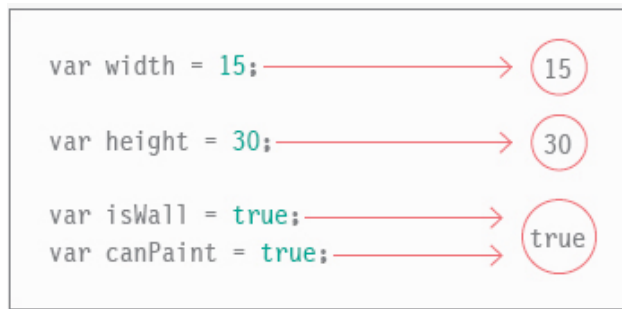 var width = 15; 15
var height = 30; 30
var isWall = true;
var canPaint = true;
true